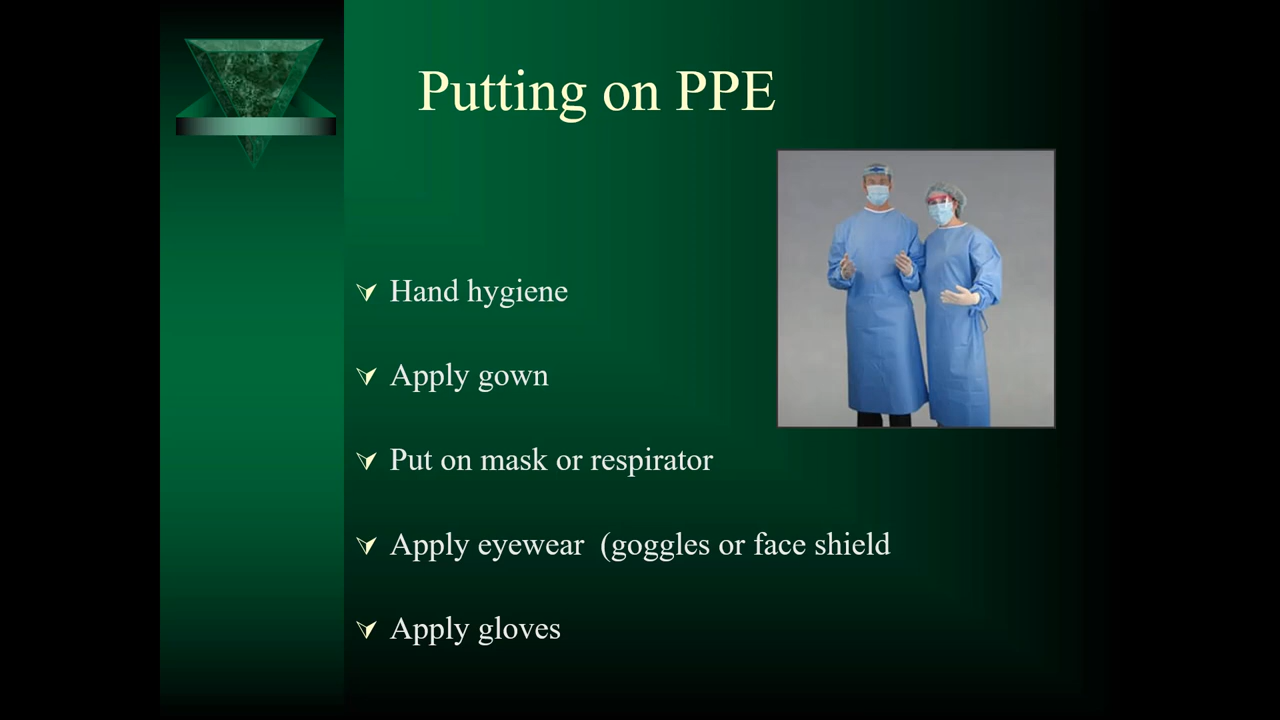 Putting on PPE
Hand hygiene
Apply gown
Put on mask or respirator
Apply eyewear  (goggles or face shield
Apply gloves